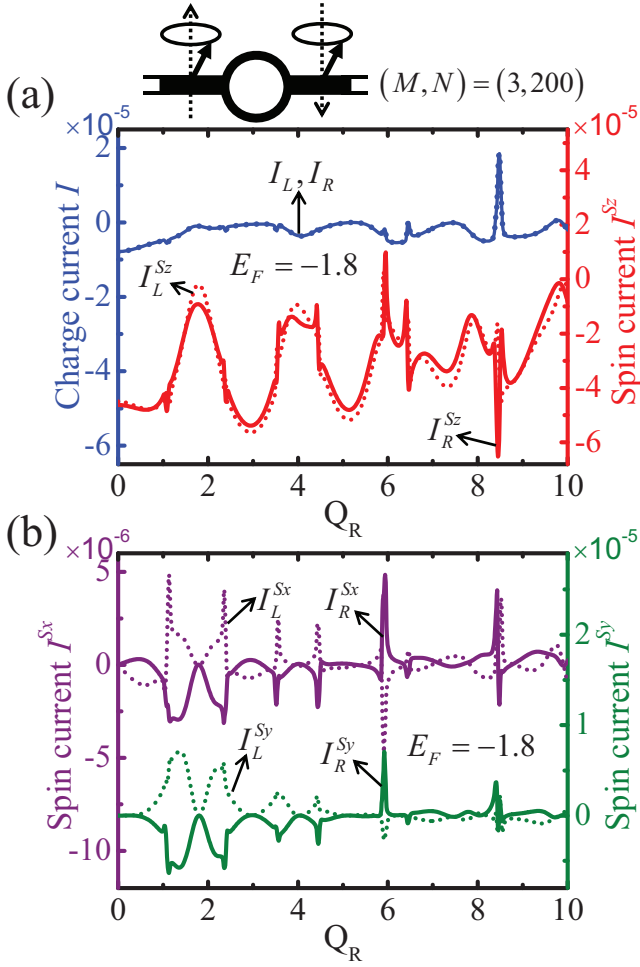 (M, N) = (3,200)
(a)
×10⁻⁵
×10⁻⁵
Charge current I
2
0
-2
-4
-6
I_L, I_R
E_F = −1.8
I_L^{Sz}
I_R^{Sz}
4
2
0
-2
-4
-6
Spin current I^{Sz}
0 2 4 6 8 10
Q_R
(b)
×10⁻⁶
×10⁻⁵
Spin current I^{Sx}
5
0
-5
-10
I_L^{Sx}
I_R^{Sx}
I_L^{Sy}
I_R^{Sy}
E_F = −1.8
2
1
0
Spin current I^{Sy}
0 2 4 6 8 10
Q_R